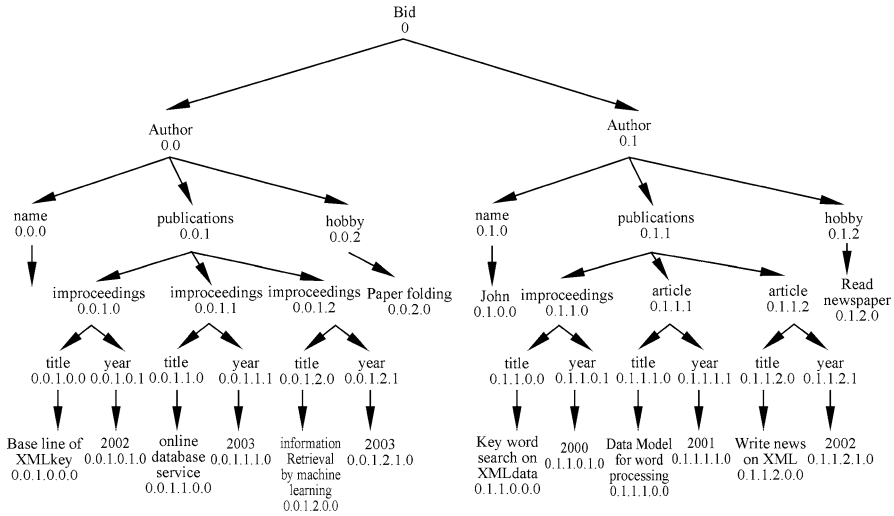 Bid
0
Author
0.0
Author
0.1
name
0.0.0
publications
0.0.1
hobby
0.0.2
name
0.1.0
publications
0.1.1
hobby
0.1.2
improceedings
0.0.1.0
improceedings
0.0.1.1
improceedings
0.0.1.2
Paper folding
0.0.2.0
John
0.1.0.0
improceedings
0.1.1.0
article
0.1.1.1
article
0.1.1.2
Read
newspaper
0.1.2.0
title
0.0.1.0.0
year
0.0.1.0.1
title
0.0.1.1.0
year
0.0.1.1.1
title
0.0.1.2.0
year
0.0.1.2.1
title
0.1.1.0.0
year
0.1.1.0.1
title
0.1.1.1.0
year
0.1.1.1.1
title
0.1.1.2.0
year
0.1.1.2.1
Base line of
XMLkey
0.0.1.0.0.0
2002
0.0.1.0.1.0
online
database
service
0.0.1.1.0.0
2003
0.0.1.1.1.0
information
Retrieval
by machine
learning
0.0.1.2.0.0
2003
0.0.1.2.1.0
Key word
search on
XMLdata
0.1.1.0.0.0
2000
0.1.1.0.1.0
Data Model
for word
processing
0.1.1.1.0.0
2001
0.1.1.1.1.0
Write news
on XML
0.1.1.2.0.0
2002
0.1.1.2.1.0